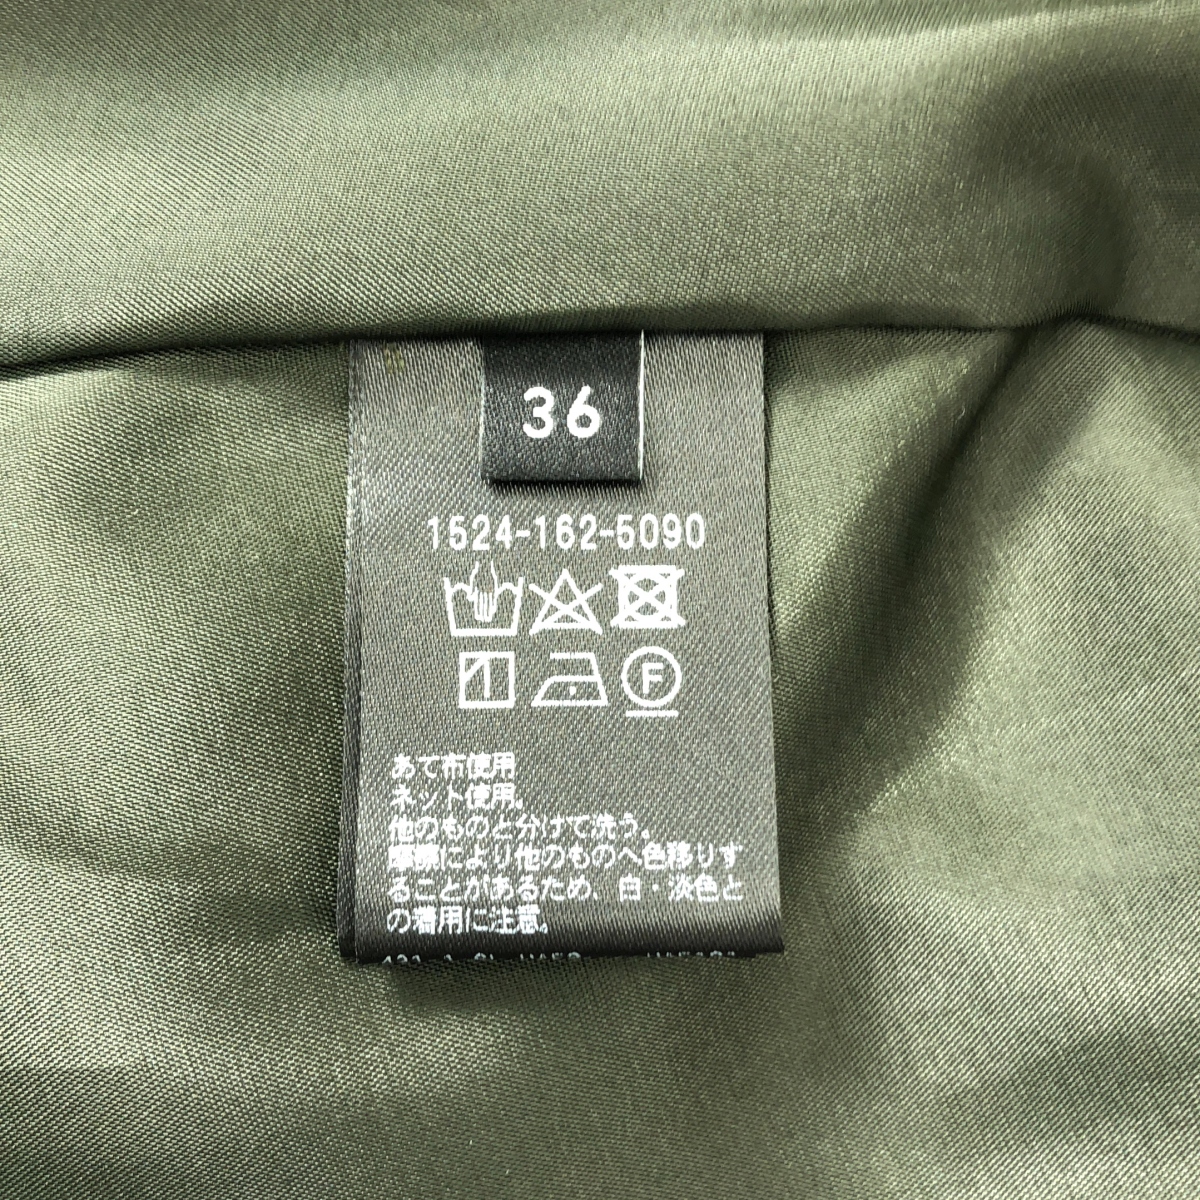 36
1524-162-5090
F
あて布使用
ネット使用。
他のものと分けて洗う。
摩擦により他のものへ色移りす
ることがあるため、白・淡色と
の着用に注意。